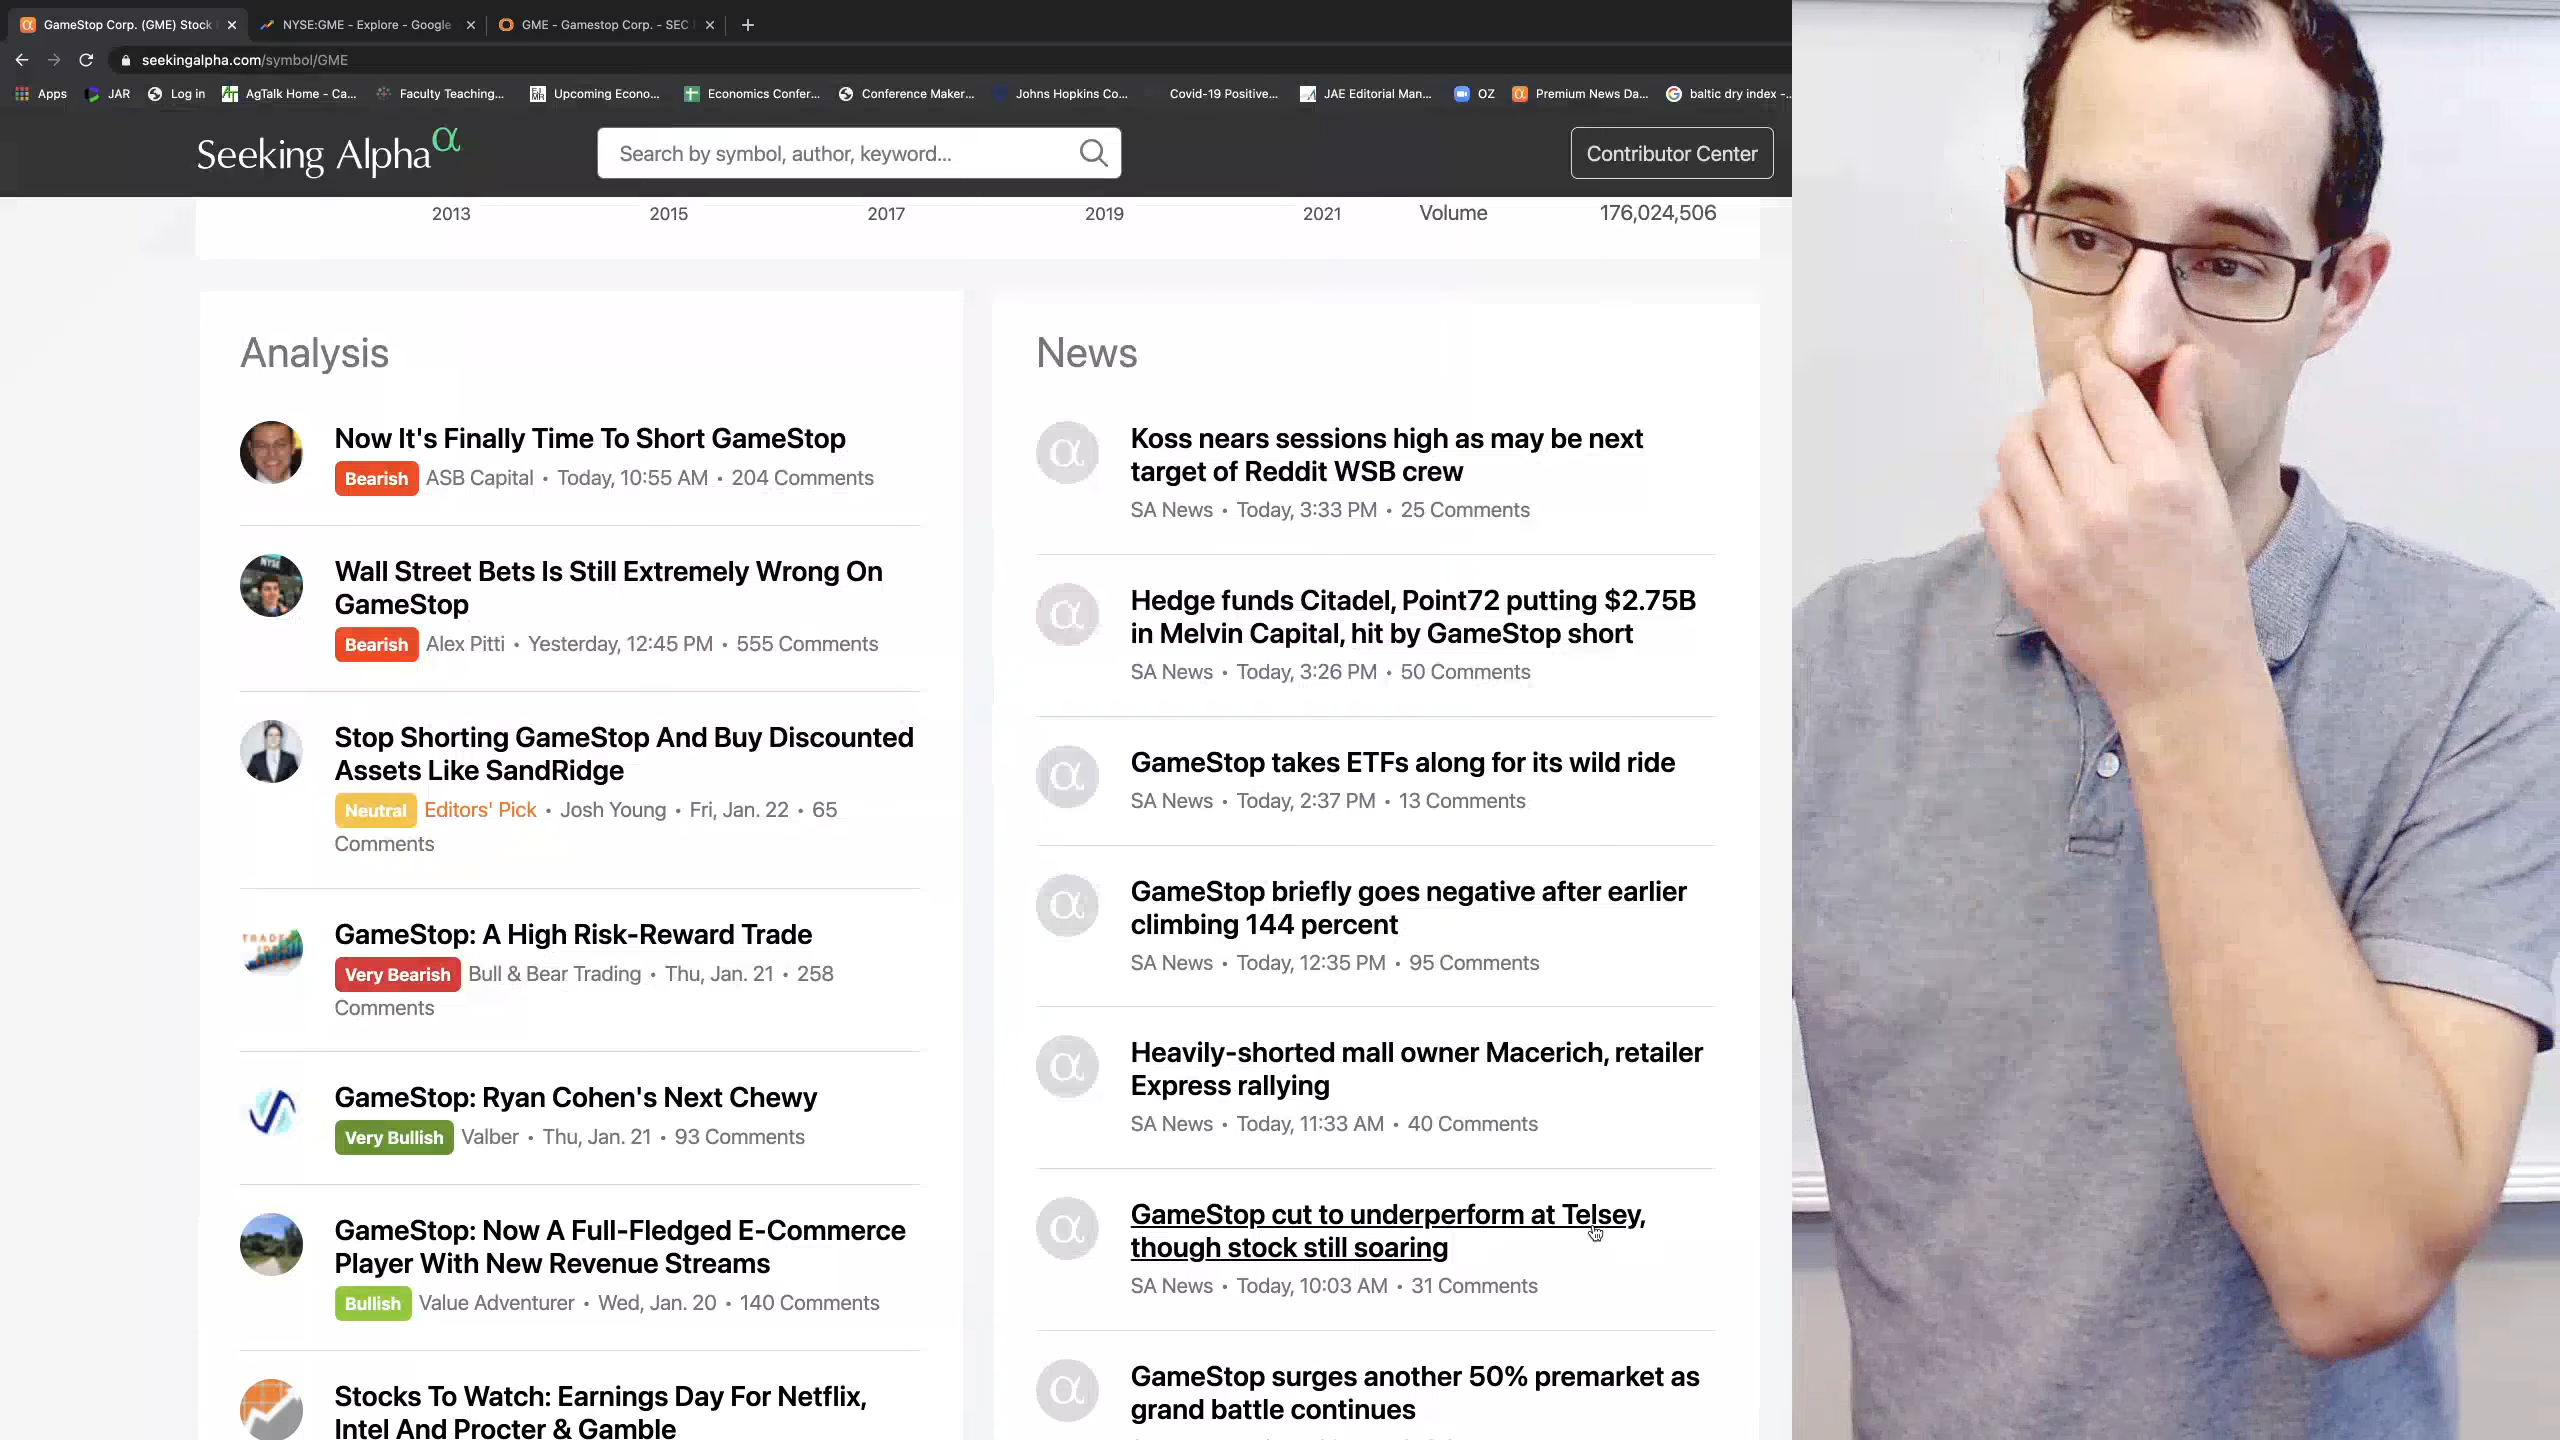 GameStop Corp. (GME) Stock
NYSE:GME - Explore - Google
GME - Gamestop Corp. - SEC
seekingalpha.com/symbol/GME
Apps
JAR
Log in
AgTalk Home - Ca...
Faculty Teaching...
Upcoming Econo...
Economics Confer...
Conference Maker...
Johns Hopkins Co...
Covid-19 Positive...
JAE Editorial Man...
OZ
Premium News Da...
baltic dry index -...
Seeking Alpha α
Search by symbol, author, keyword...
Contributor Center
2013 2015 2017 2019 2021
Volume 176,024,506
Analysis
Now It's Finally Time To Short GameStop
Bearish ASB Capital • Today, 10:55 AM • 204 Comments
Wall Street Bets Is Still Extremely Wrong On
GameStop
Bearish Alex Pitti • Yesterday, 12:45 PM • 555 Comments
Stop Shorting GameStop And Buy Discounted
Assets Like SandRidge
Neutral Editors' Pick • Josh Young • Fri, Jan. 22 • 65
Comments
GameStop: A High Risk-Reward Trade
Very Bearish Bull & Bear Trading • Thu, Jan. 21 • 258
Comments
GameStop: Ryan Cohen's Next Chewy
Very Bullish Valber • Thu, Jan. 21 • 93 Comments
GameStop: Now A Full-Fledged E-Commerce
Player With New Revenue Streams
Bullish Value Adventurer • Wed, Jan. 20 • 140 Comments
Stocks To Watch: Earnings Day For Netflix,
Intel And Procter & Gamble
News
Koss nears sessions high as may be next
target of Reddit WSB crew
SA News • Today, 3:33 PM • 25 Comments
Hedge funds Citadel, Point72 putting $2.75B
in Melvin Capital, hit by GameStop short
SA News • Today, 3:26 PM • 50 Comments
GameStop takes ETFs along for its wild ride
SA News • Today, 2:37 PM • 13 Comments
GameStop briefly goes negative after earlier
climbing 144 percent
SA News • Today, 12:35 PM • 95 Comments
Heavily-shorted mall owner Macerich, retailer
Express rallying
SA News • Today, 11:33 AM • 40 Comments
GameStop cut to underperform at Telsey,
though stock still soaring
SA News • Today, 10:03 AM • 31 Comments
GameStop surges another 50% premarket as
grand battle continues